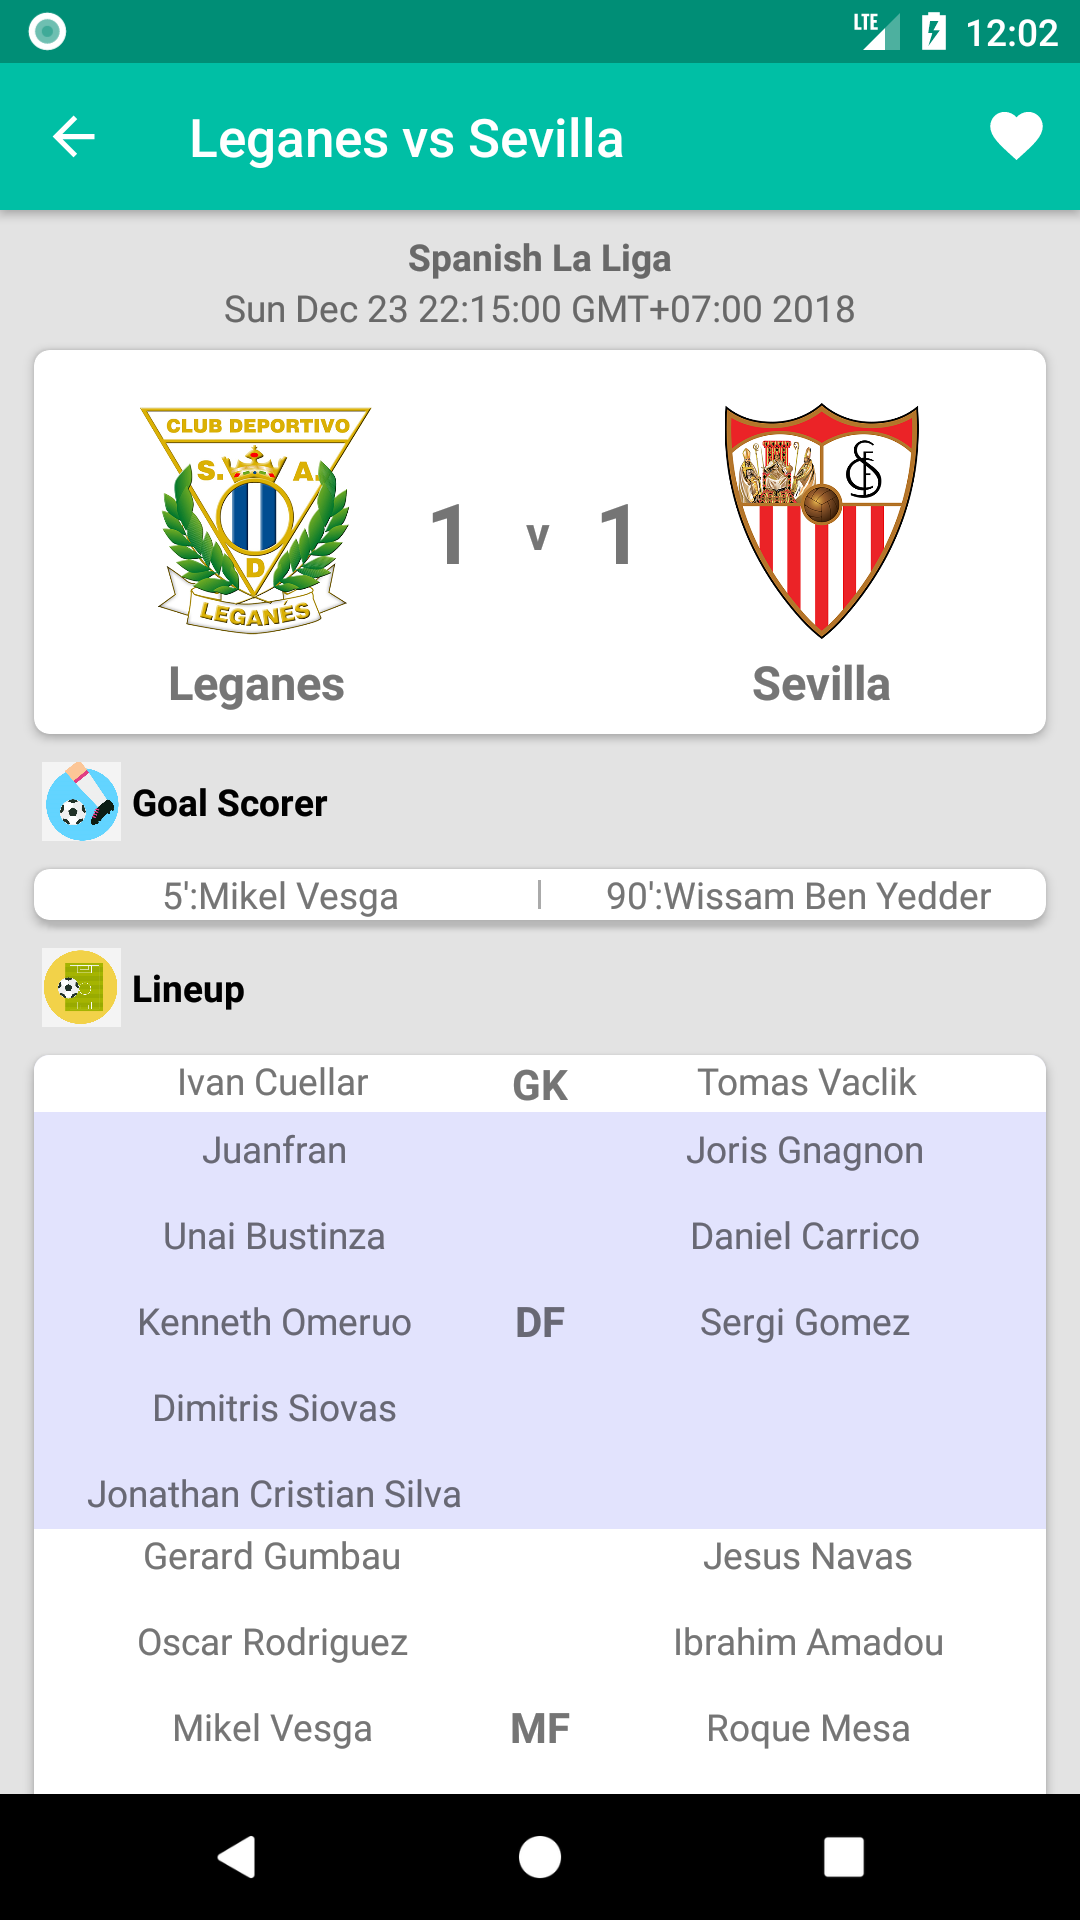 LTE 12:02
Leganes vs Sevilla
Spanish La Liga
Sun Dec 23 22:15:00 GMT+07:00 2018
CLUB DEPORTIVO
S. A.
D
LEGANÉS
1 v 1
Leganes Sevilla
Goal Scorer
5':Mikel Vesga | 90':Wissam Ben Yedder
Lineup
Ivan Cuellar GK Tomas Vaclik
Juanfran Joris Gnagnon
Unai Bustinza Daniel Carrico
Kenneth Omeruo DF Sergi Gomez
Dimitris Siovas
Jonathan Cristian Silva
Gerard Gumbau Jesus Navas
Oscar Rodriguez Ibrahim Amadou
Mikel Vesga MF Roque Mesa